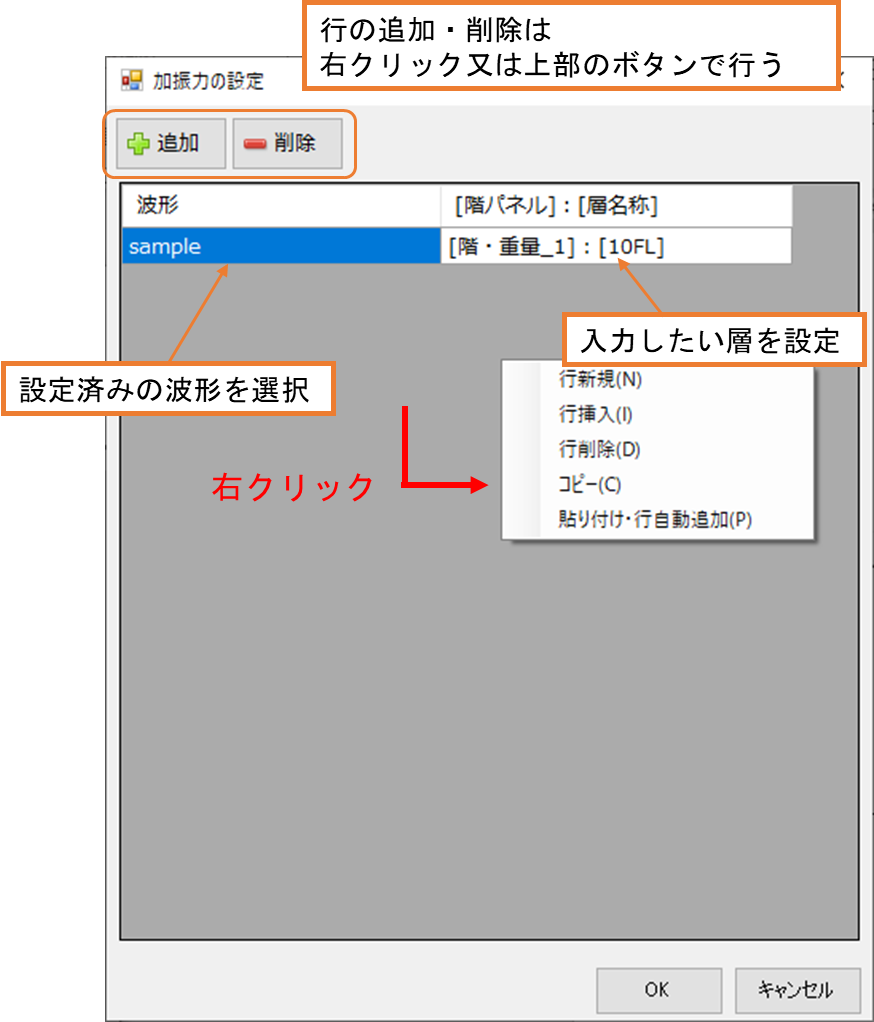 行の追加・削除は
右クリック又は上部のボタンで行う
加振力の設定
追加
削除
波形
[階パネル] : [層名称]
sample
[階・重量_1] : [10FL]
入力したい層を設定
設定済みの波形を選択
行新規(N)
行挿入(I)
行削除(D)
コピー(C)
貼り付け・行自動追加(P)
右クリック
OK
キャンセル